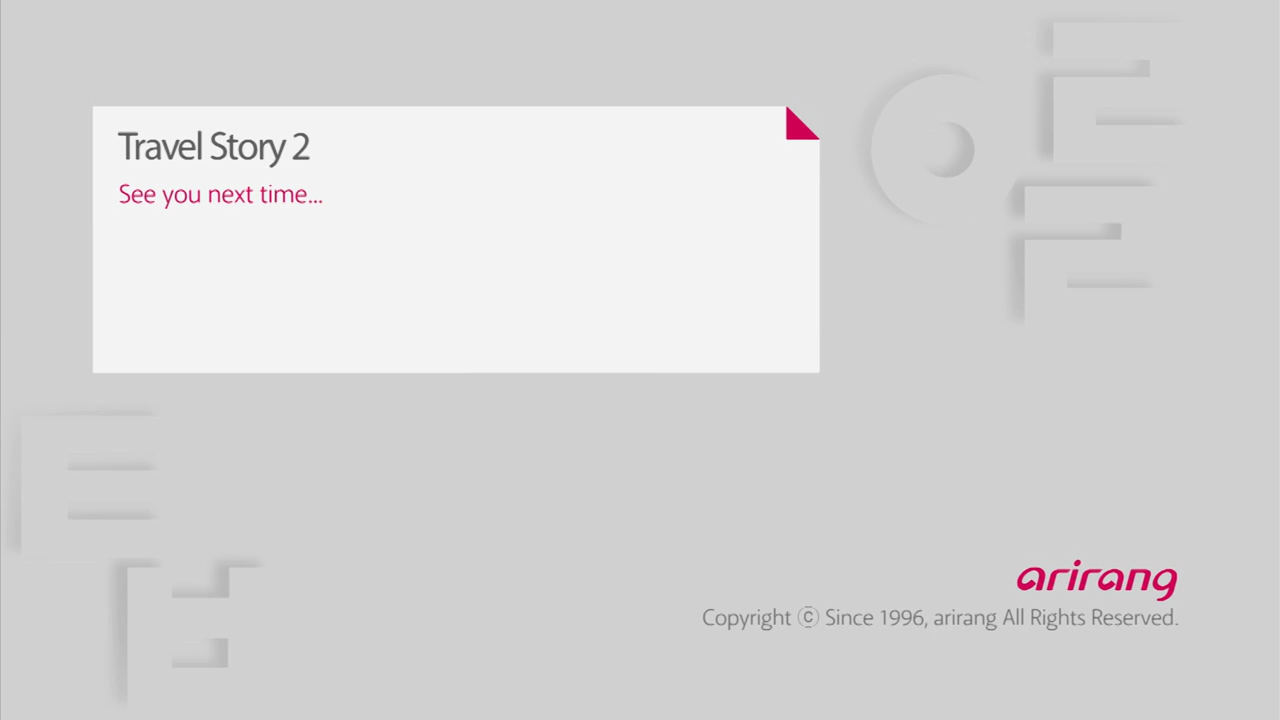 Travel Story 2
See you next time...
arirang
Copyright ⓒ Since 1996, arirang All Rights Reserved.